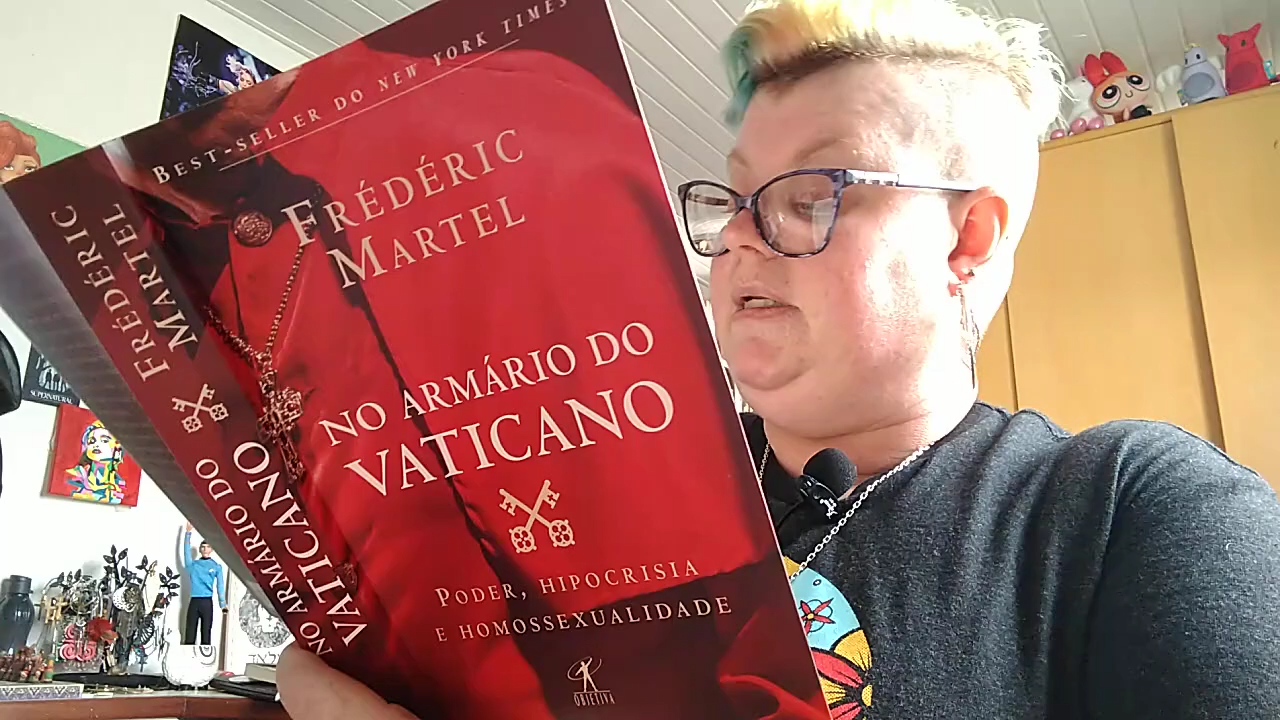 BEST-SELLER DO NEW YORK TIMES
FRÉDÉRIC
MARTEL
NO ARMÁRIO DO
VATICANO
PODER, HIPOCRISIA
E HOMOSSEXUALIDADE
OBJETIVA
FRÉDÉRIC
MARTEL
NO ARMÁRIO DO
VATICANO
SUPERNATURAL